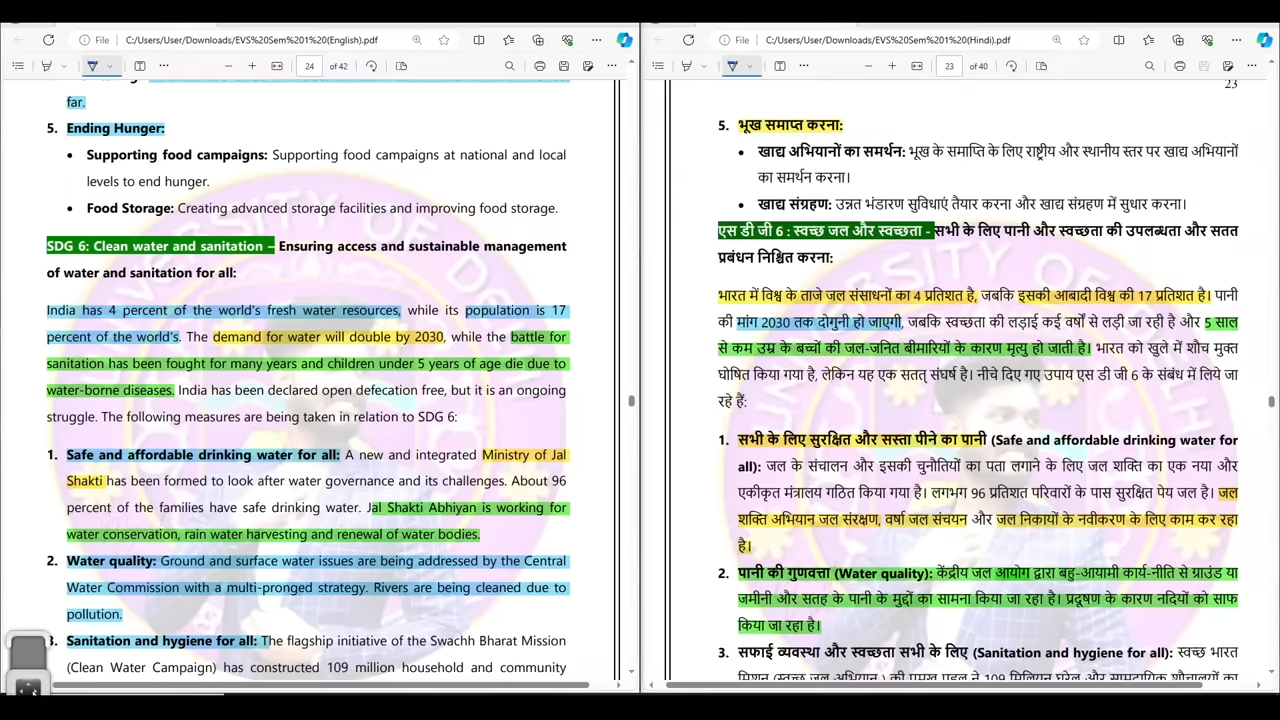 File C:/Users/User/Downloads/EVS%20Sem%201%20(English).pdf
24 of 42
far.
5. Ending Hunger:
• Supporting food campaigns: Supporting food campaigns at national and local
levels to end hunger.
• Food Storage: Creating advanced storage facilities and improving food storage.
SDG 6: Clean water and sanitation – Ensuring access and sustainable management
of water and sanitation for all:
India has 4 percent of the world's fresh water resources, while its population is 17
percent of the world's. The demand for water will double by 2030, while the battle for
sanitation has been fought for many years and children under 5 years of age die due to
water-borne diseases. India has been declared open defecation free, but it is an ongoing
struggle. The following measures are being taken in relation to SDG 6:
1. Safe and affordable drinking water for all: A new and integrated Ministry of Jal
Shakti has been formed to look after water governance and its challenges. About 96
percent of the families have safe drinking water. Jal Shakti Abhiyan is working for
water conservation, rain water harvesting and renewal of water bodies.
2. Water quality: Ground and surface water issues are being addressed by the Central
Water Commission with a multi-pronged strategy. Rivers are being cleaned due to
pollution.
3. Sanitation and hygiene for all: The flagship initiative of the Swachh Bharat Mission
(Clean Water Campaign) has constructed 109 million household and community
File C:/Users/User/Downloads/EVS%20Sem%201%20(Hindi).pdf
23 of 40
23
5. भूख समाप्त करना:
• खाद्य अभियानों का समर्थन: भूख के समाप्ति के लिए राष्ट्रीय और स्थानीय स्तर पर खाद्य अभियानों
का समर्थन करना।
• खाद्य संग्रहण: उन्नत भंडारण सुविधाएं तैयार करना और खाद्य संग्रहण में सुधार करना।
एस डी जी 6 : स्वच्छ जल और स्वच्छता - सभी के लिए पानी और स्वच्छता की उपलब्धता और सतत
प्रबंधन निश्चित करना:
भारत में विश्व के ताजे जल संसाधनों का 4 प्रतिशत है, जबकि इसकी आबादी विश्व की 17 प्रतिशत है। पानी
की मांग 2030 तक दोगुनी हो जाएगी, जबकि स्वच्छता की लड़ाई कई वर्षों से लड़ी जा रही है और 5 साल
से कम उम्र के बच्चों की जल-जनित बीमारियों के कारण मृत्यु हो जाती है। भारत को खुले में शौच मुक्त
घोषित किया गया है, लेकिन यह एक सतत् संघर्ष है। नीचे दिए गए उपाय एस डी जी 6 के संबंध में लिये जा
रहे हैं:
1. सभी के लिए सुरक्षित और सस्ता पीने का पानी (Safe and affordable drinking water for
all): जल के संचालन और इसकी चुनौतियों का पता लगाने के लिए जल शक्ति का एक नया और
एकीकृत मंत्रालय गठित किया गया है। लगभग 96 प्रतिशत परिवारों के पास सुरक्षित पेय जल है। जल
शक्ति अभियान जल संरक्षण, वर्षा जल संचयन और जल निकायों के नवीकरण के लिए काम कर रहा
है।
2. पानी की गुणवत्ता (Water quality): केंद्रीय जल आयोग द्वारा बहु-आयामी कार्य-नीति से ग्राउंड या
जमीनी और सतह के पानी के मुद्दों का सामना किया जा रहा है। प्रदूषण के कारण नदियों को साफ
किया जा रहा है।
3. सफाई व्यवस्था और स्वच्छता सभी के लिए (Sanitation and hygiene for all): स्वच्छ भारत
मिशन (स्वच्छ जल अभियान ) की प्रमुख पहल ने 109 मिलियन घरेलू और सामुदायिक शौचालयों का